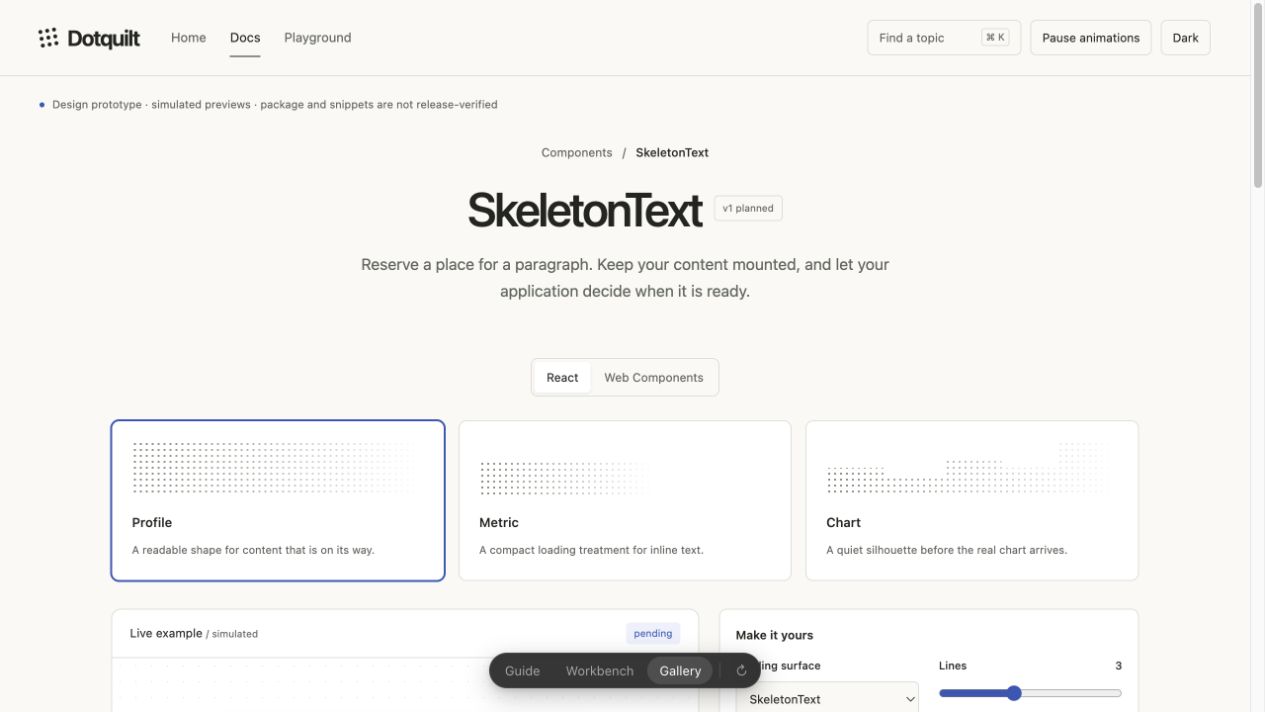 Dotquilt
Home Docs Playground
Find a topic ⌘ K Pause animations Dark
Design prototype · simulated previews · package and snippets are not release-verified
Components / SkeletonText
SkeletonText v1 planned
Reserve a place for a paragraph. Keep your content mounted, and let your
application decide when it is ready.
React Web Components
Profile
A readable shape for content that is on its way.
Metric
A compact loading treatment for inline text.
Chart
A quiet silhouette before the real chart arrives.
Live example / simulated pending
Make it yours
surface Lines 3
SkeletonText
Guide Workbench Gallery